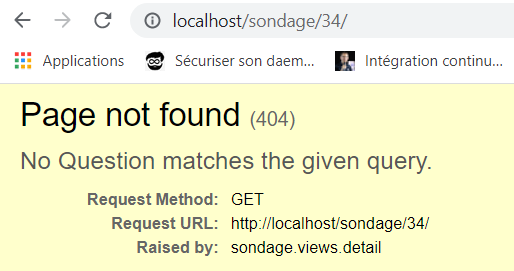 localhost/sondage/34/
Applications Sécuriser son daem... Intégration continu...
Page not found (404)
No Question matches the given query.
Request Method: GET
Request URL: http://localhost/sondage/34/
Raised by: sondage.views.detail